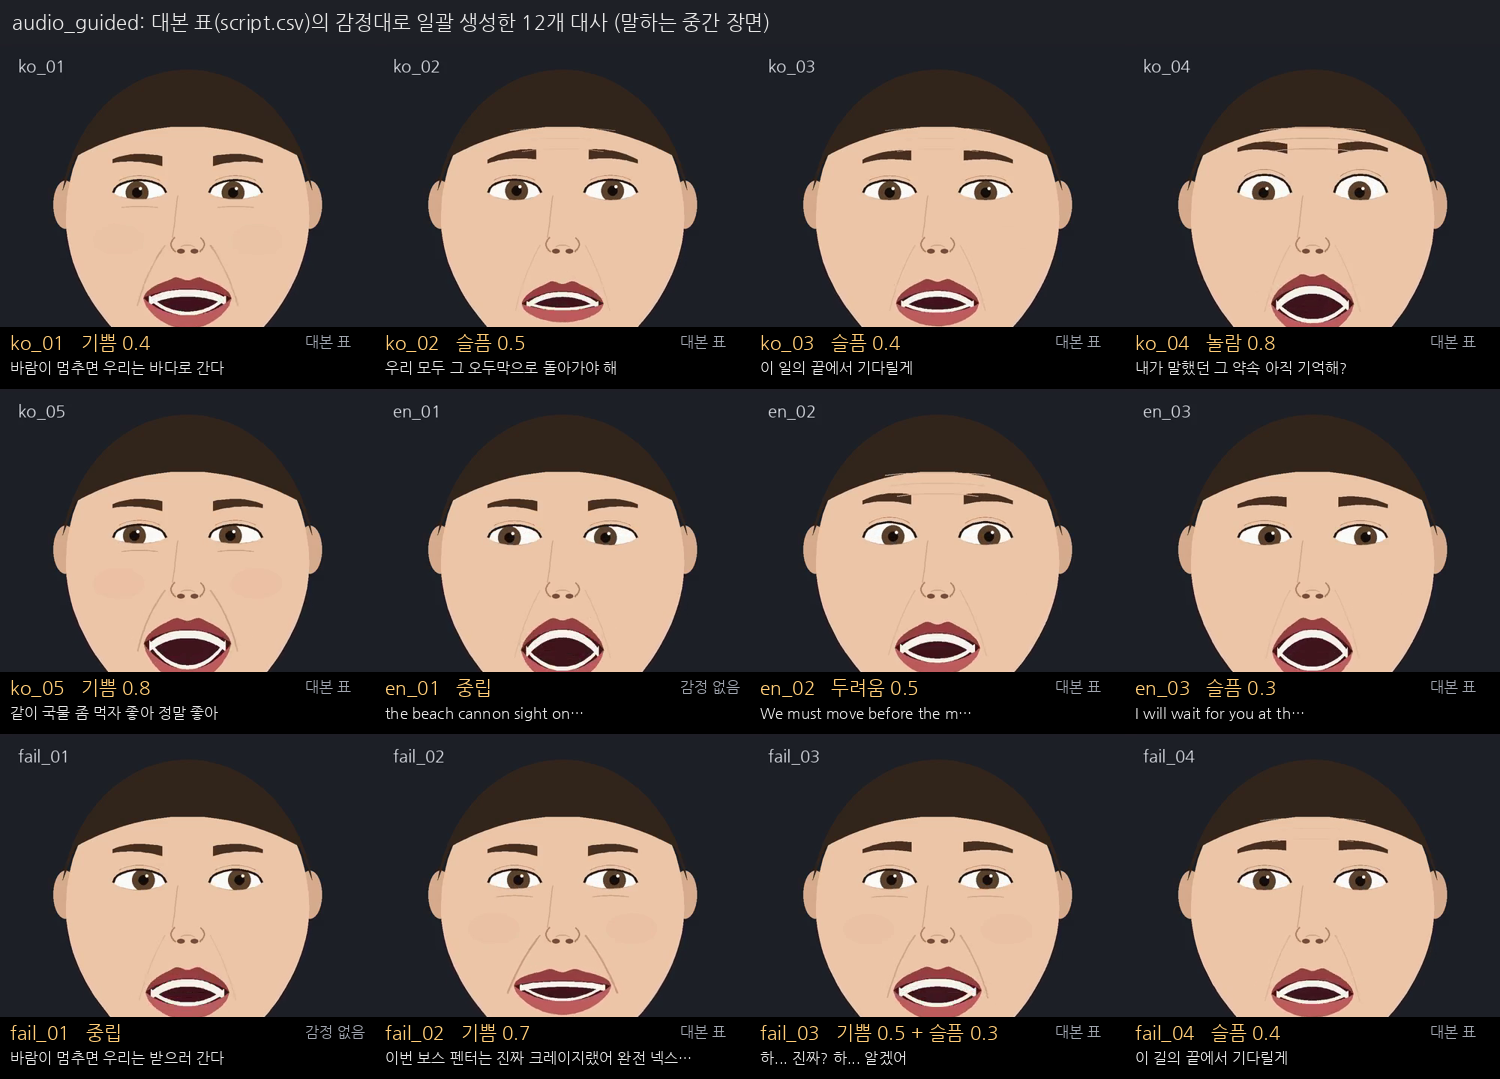 audio_guided: 대본 표(script.csv)의 감정대로 일괄 생성한 12개 대사 (말하는 중간 장면)
ko_01
ko_02
ko_03
ko_04
ko_01 기쁨 0.4 대본 표
바람이 멈추면 우리는 바다로 간다
ko_02 슬픔 0.5 대본 표
우리 모두 그 오두막으로 돌아가야 해
ko_03 슬픔 0.4 대본 표
이 일의 끝에서 기다릴게
ko_04 놀람 0.8 대본 표
내가 말했던 그 약속 아직 기억해?
ko_05
en_01
en_02
en_03
ko_05 기쁨 0.8 대본 표
같이 국물 좀 먹자 좋아 정말 좋아
en_01 중립 감정 없음
the beach cannon sight on…
en_02 두려움 0.5 대본 표
We must move before the m…
en_03 슬픔 0.3 대본 표
I will wait for you at th…
fail_01
fail_02
fail_03
fail_04
fail_01 중립 감정 없음
바람이 멈추면 우리는 받으러 간다
fail_02 기쁨 0.7 대본 표
이번 보스 펜터는 진짜 크레이지랬어 완전 넥스…
fail_03 기쁨 0.5 + 슬픔 0.3 대본 표
하... 진짜? 하... 알겠어
fail_04 슬픔 0.4 대본 표
이 길의 끝에서 기다릴게